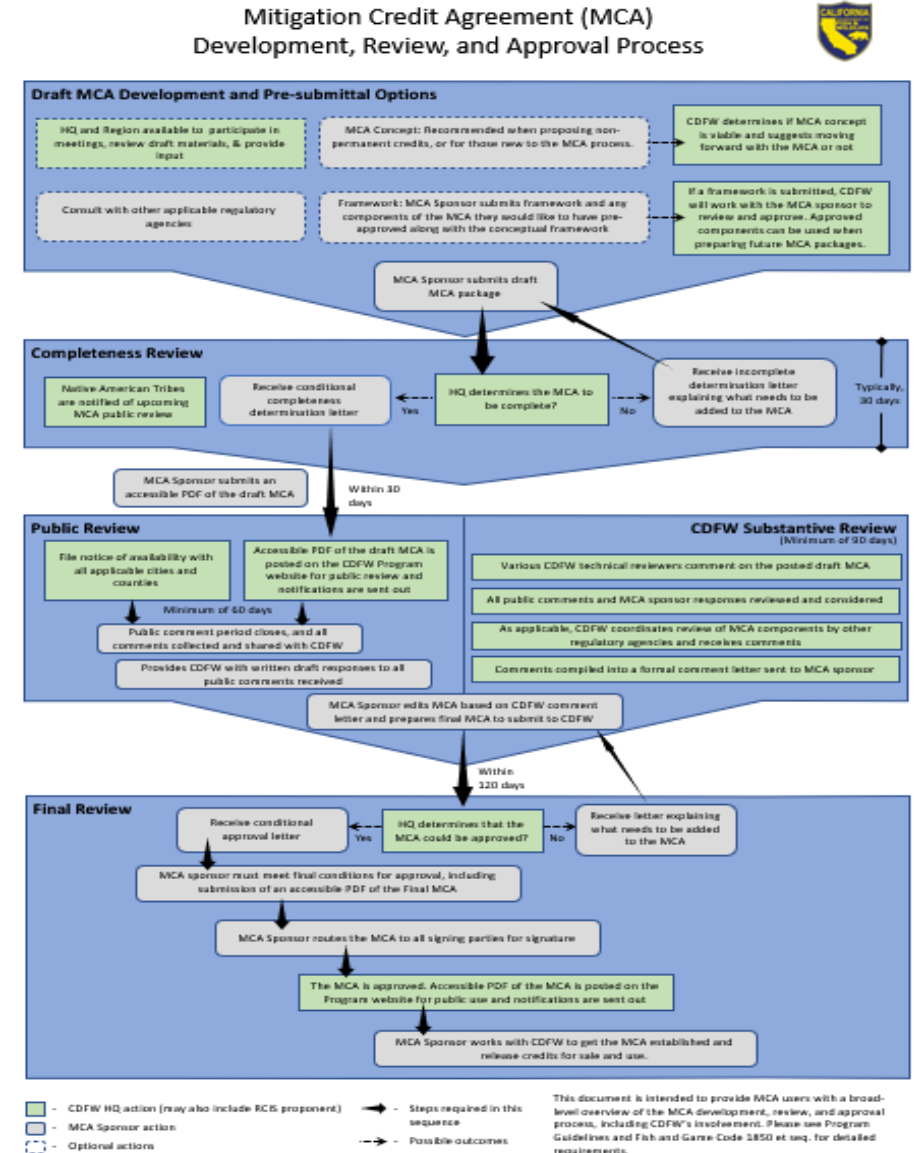 Mitigation Credit Agreement (MCA)
Development, Review, and Approval Process
CALIFORNIA
Draft MCA Development and Pre-submittal Options
HQ and Region available to participate in
meetings, review draft materials, & provide
input
MCA Concept: Recommended when proposing non-
permanent credits, or for those new to the MCA process.
CDFW determines if MCA concept
is viable and suggests moving
forward with the MCA or not
Consult with other applicable regulatory
agencies
Framework: MCA Sponsor submits framework and any
components of the MCA they would like to have pre-
approved along with the conceptual framework
If a framework is submitted, CDFW
will work with the MCA sponsor to
review and approve. Approved
components can be used when
preparing future MCA packages.
MCA Sponsor submits draft
MCA package
Completeness Review
Native American Tribes
are notified of upcoming
MCA public review
Receive conditional
completeness
determination letter
Yes
HQ determines the MCA to
be complete?
No
Receive incomplete
determination letter
explaining what needs to be
added to the MCA
Typically,
30 days
MCA Sponsor submits an
accessible PDF of the draft MCA
Within 30
days
Public Review
File notice of availability with
all applicable cities and
counties
Accessible PDF of the draft MCA is
posted on the CDFW Program
website for public review and
notifications are sent out
Minimum of 60 days
Public comment period closes, and all
comments collected and shared with CDFW
Provides CDFW with written draft responses to all
public comments received
CDFW Substantive Review
(Minimum of 90 days)
Various CDFW technical reviewers comment on the posted draft MCA
All public comments and MCA sponsor responses reviewed and considered
As applicable, CDFW coordinates review of MCA components by other
regulatory agencies and receives comments
Comments compiled into a formal comment letter sent to MCA sponsor
MCA Sponsor edits MCA based on CDFW comment
letter and prepares final MCA to submit to CDFW
Within
120 days
Final Review
Receive conditional
approval letter
Yes
HQ determines that the
MCA could be approved?
No
Receive letter explaining
what needs to be added
to the MCA
MCA sponsor must meet final conditions for approval, including
submission of an accessible PDF of the Final MCA
MCA Sponsor routes the MCA to all signing parties for signature
The MCA is approved. Accessible PDF of the MCA is posted on the
Program website for public use and notifications are sent out
MCA Sponsor works with CDFW to get the MCA established and
release credits for sale and use.
- CDFW HQ action (may also include RCIS proponent)
- MCA Sponsor action
- Optional actions
- Steps required in this
sequence
- Possible outcomes
This document is intended to provide MCA users with a broad-
level overview of the MCA development, review, and approval
process, including CDFW's involvement. Please see Program
Guidelines and Fish and Game Code 1850 et seq. for detailed
requirements.